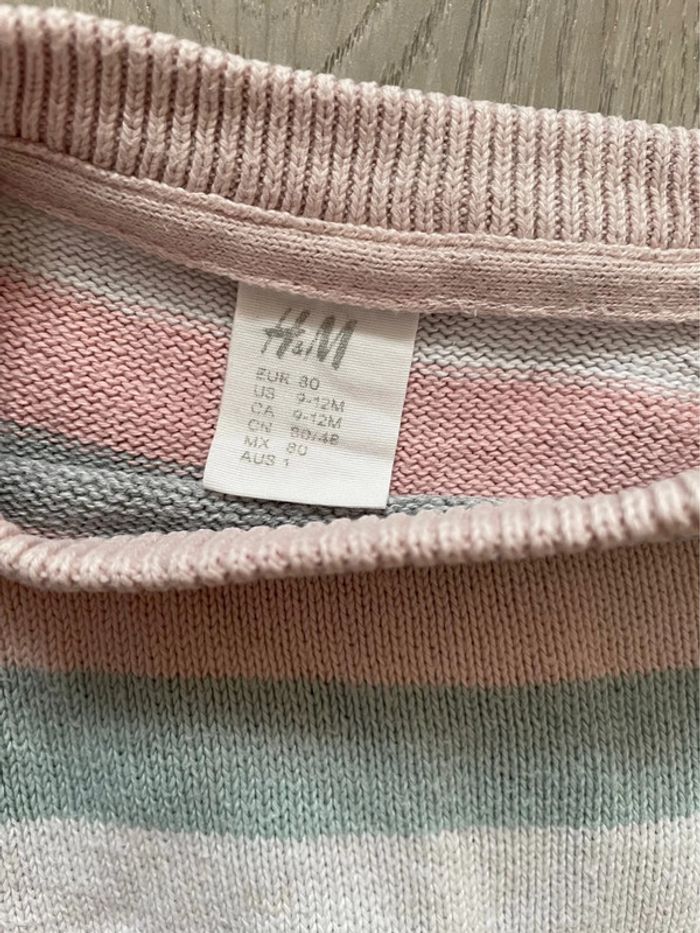 H&M
EUR 80
US 9-12M
CA 9-12M
CN 80/48
MX 80
AUS 1